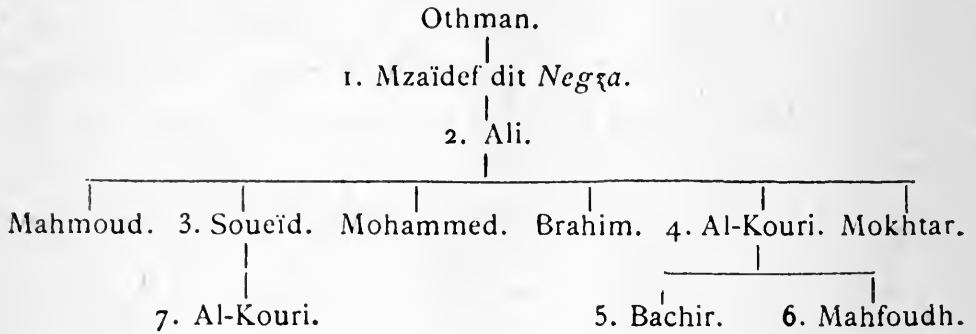 Othman.
1. Mzaïdef dit Negza.
2. Ali.
Mahmoud. 3. Soueïd. Mohammed. Brahim. 4. Al-Kouri. Mokhtar.
7. Al-Kouri. 5. Bachir. 6. Mahfoudh.